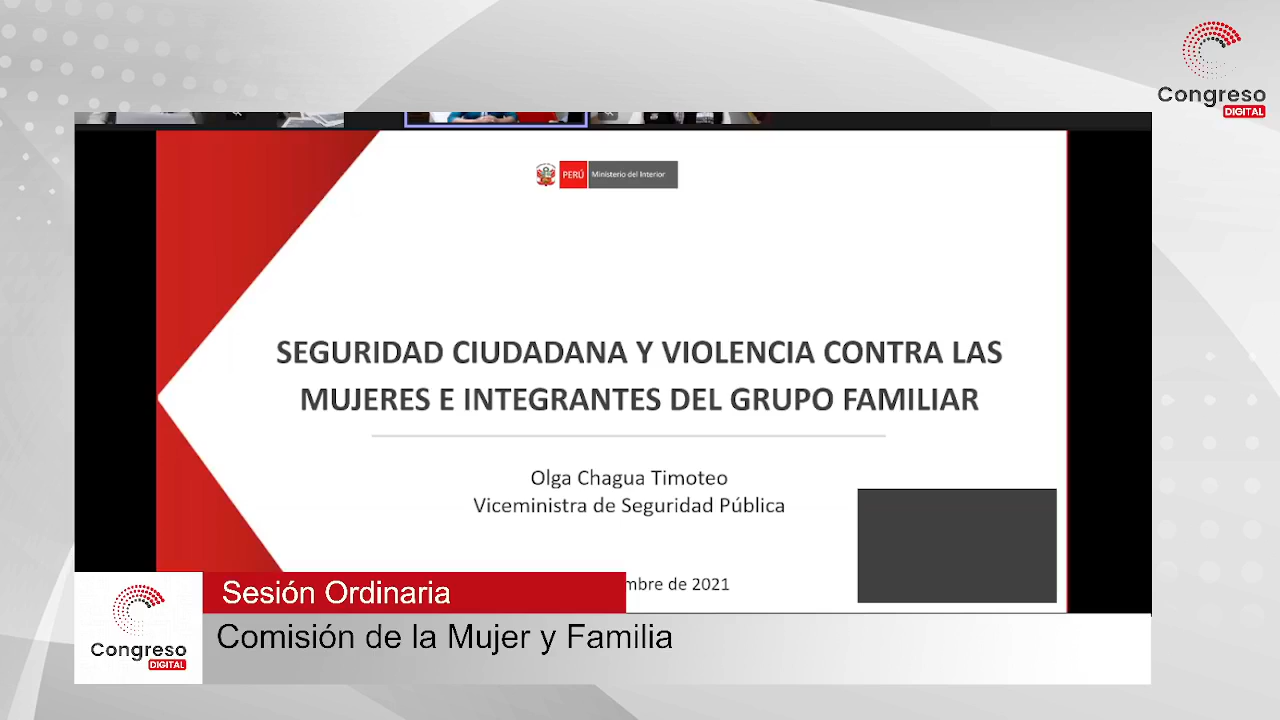 Congreso
DIGITAL
PERÚ Ministerio del Interior
SEGURIDAD CIUDADANA Y VIOLENCIA CONTRA LAS
MUJERES E INTEGRANTES DEL GRUPO FAMILIAR
Olga Chagua Timoteo
Viceministra de Seguridad Pública
de 2021
Sesión Ordinaria
Comisión de la Mujer y Familia
Congreso
DIGITAL